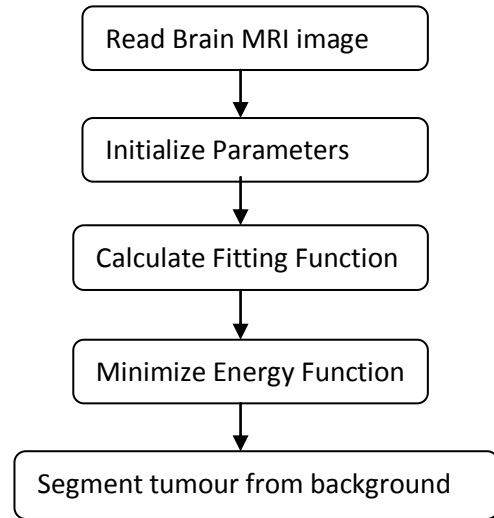 Read Brain MRI image
Initialize Parameters
Calculate Fitting Function
Minimize Energy Function
Segment tumour from background